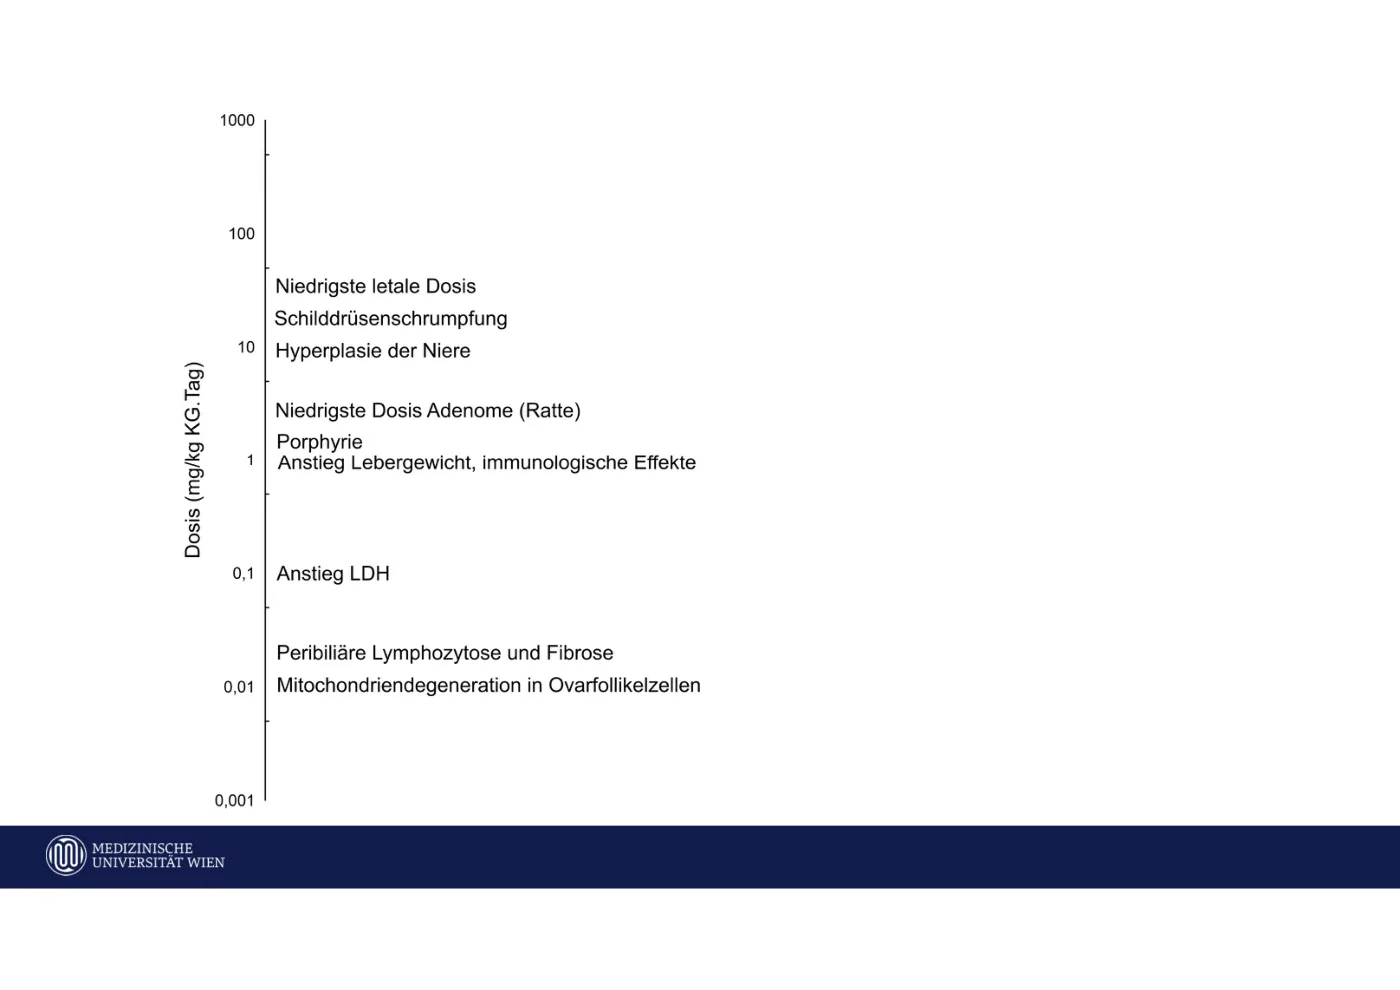 1000
100
Niedrigste letale Dosis
Schilddrüsenschrumpfung
10
Hyperplasie der Niere
Dosis (mg/kg KG.Tag)
Niedrigste Dosis Adenome (Ratte)
Porphyrie
1
Anstieg Lebergewicht, immunologische Effekte
0,1
Anstieg LDH
Peribiliäre Lymphozytose und Fibrose
0,01
Mitochondriendegeneration in Ovarfollikelzellen
0,001
MEDIZINISCHE
UNIVERSITÄT WIEN